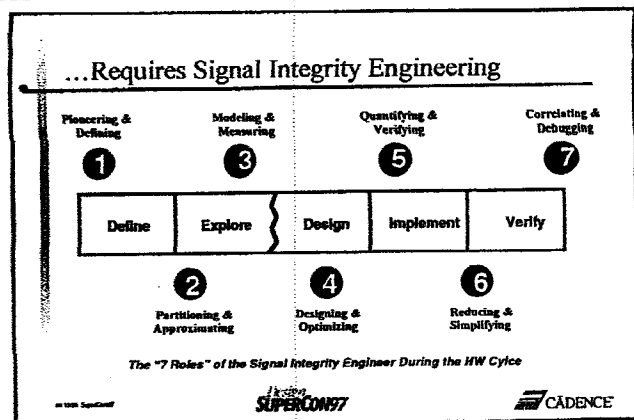 ...Requires Signal Integrity Engineering
Pioneering &
Defining
Modeling &
Measuring
Quantifying &
Verifying
Correlating &
Debugging
1
3
5
7
Define
Explore
Design
Implement
Verify
2
4
6
Partitioning &
Approximating
Designing &
Optimizing
Reducing &
Simplifying
The "7 Roles" of the Signal Integrity Engineer During the HW Cylce
Design
SUPERCON97
CADENCE